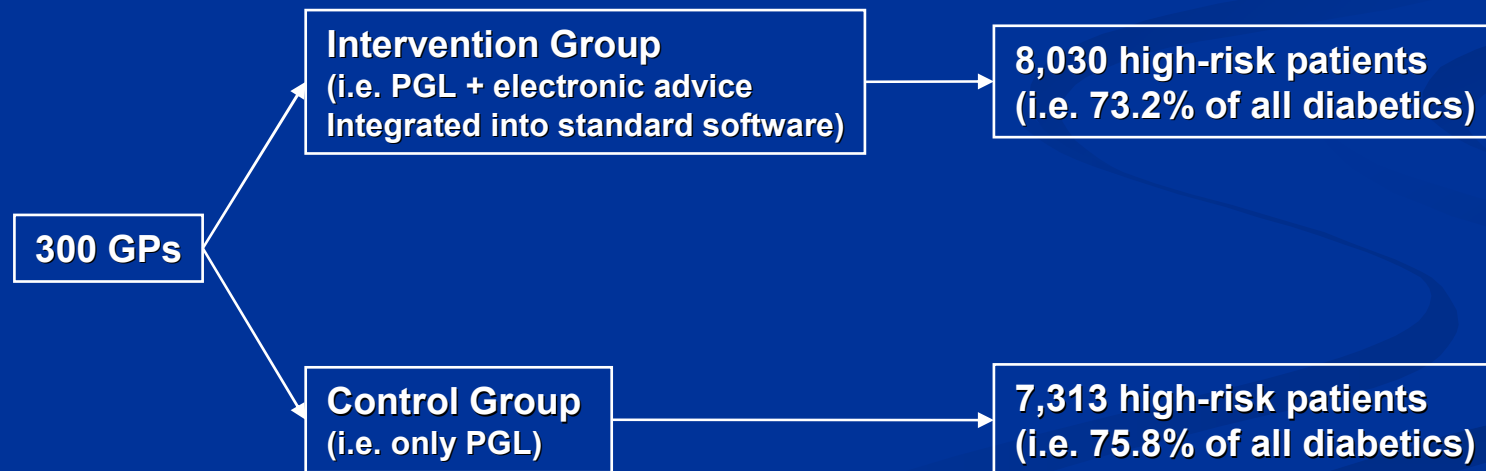 Intervention Group
(i.e. PGL + electronic advice
Integrated into standard software)
8,030 high-risk patients
(i.e. 73.2% of all diabetics)
300 GPs
Control Group
(i.e. only PGL)
7,313 high-risk patients
(i.e. 75.8% of all diabetics)